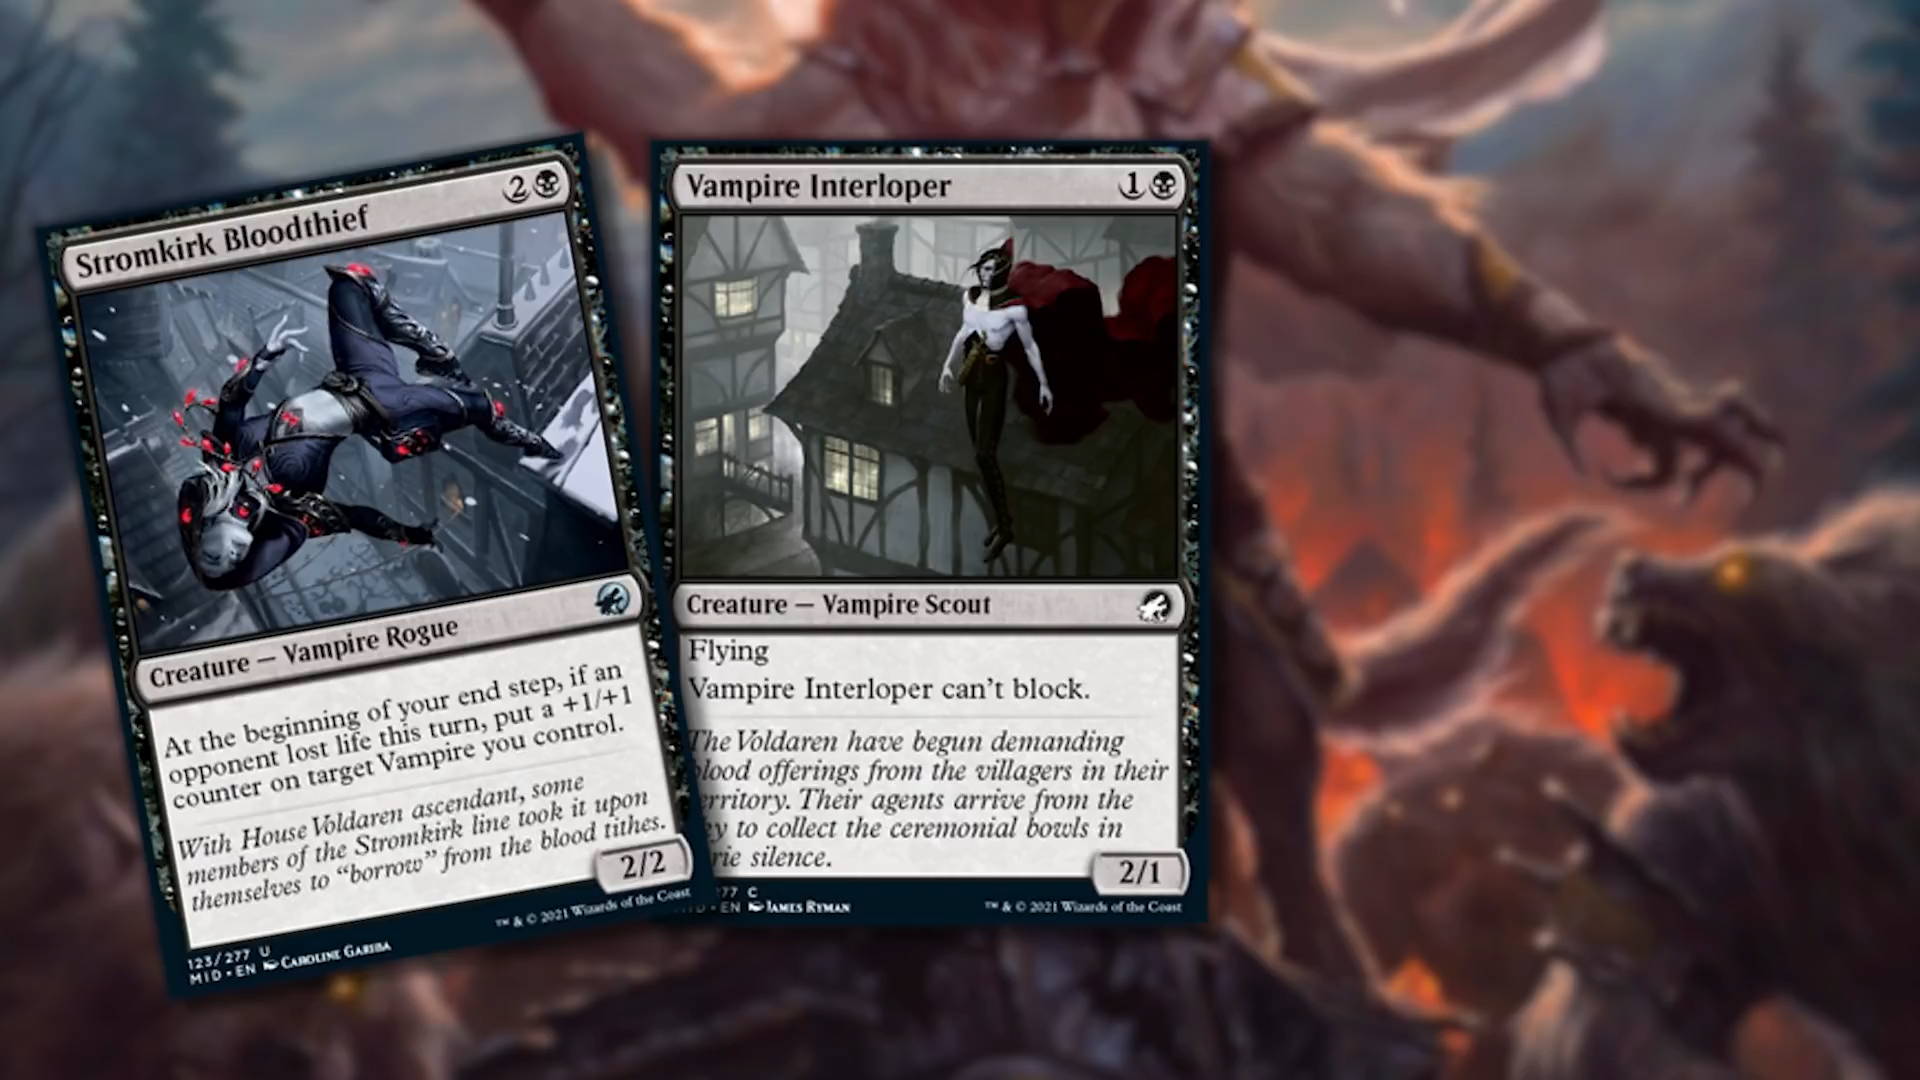 Stromkirk Bloodthief
2
Creature — Vampire Rogue
At the beginning of your end step, if an
opponent lost life this turn, put a +1/+1
counter on target Vampire you control.
With House Voldaren ascendant, some
members of the Stromkirk line took it upon
themselves to “borrow” from the blood tithes.
2/2
123/277 U
MID • EN Caroline Gariba
™ & © 2021 Wizards of the Coast
Vampire Interloper
1
Creature — Vampire Scout
Flying
Vampire Interloper can't block.
The Voldaren have begun demanding
blood offerings from the villagers in their
Their agents arrive from the
to collect the ceremonial bowls in
silence.
2/1
77 C
EN James Ryman
™ & © 2021 Wizards of the Coast